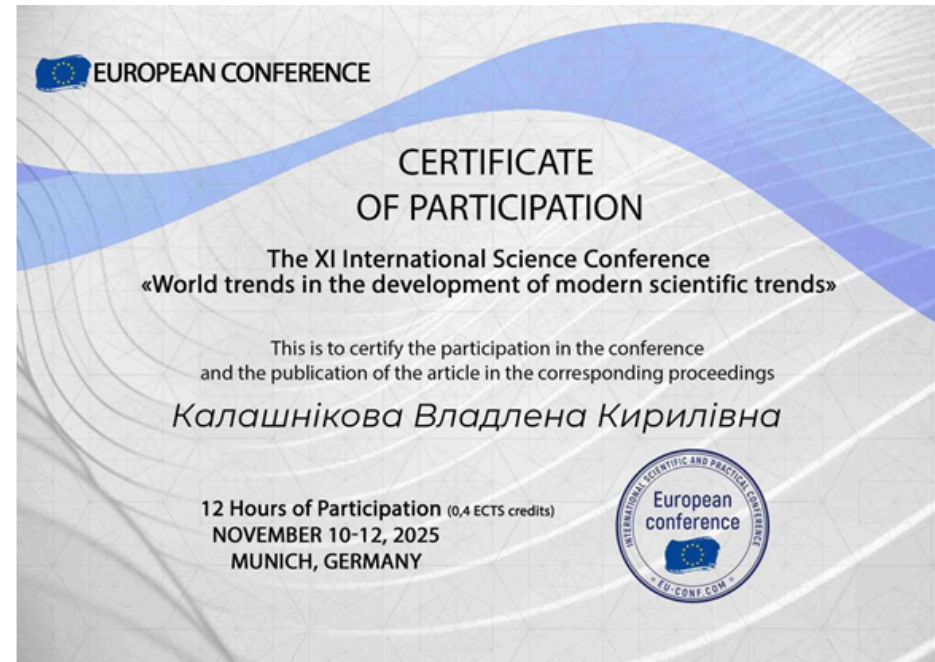 EUROPEAN CONFERENCE
CERTIFICATE
OF PARTICIPATION
The XI International Science Conference
«World trends in the development of modern scientific trends»
This is to certify the participation in the conference
and the publication of the article in the corresponding proceedings
Калашнікова Владлена Кирилівна
12 Hours of Participation (0,4 ECTS credits)
NOVEMBER 10-12, 2025
MUNICH, GERMANY
INTERNATIONAL SCIENTIFIC AND PRACTICAL CONFERENCE
European
conference
EU-CONF.COM